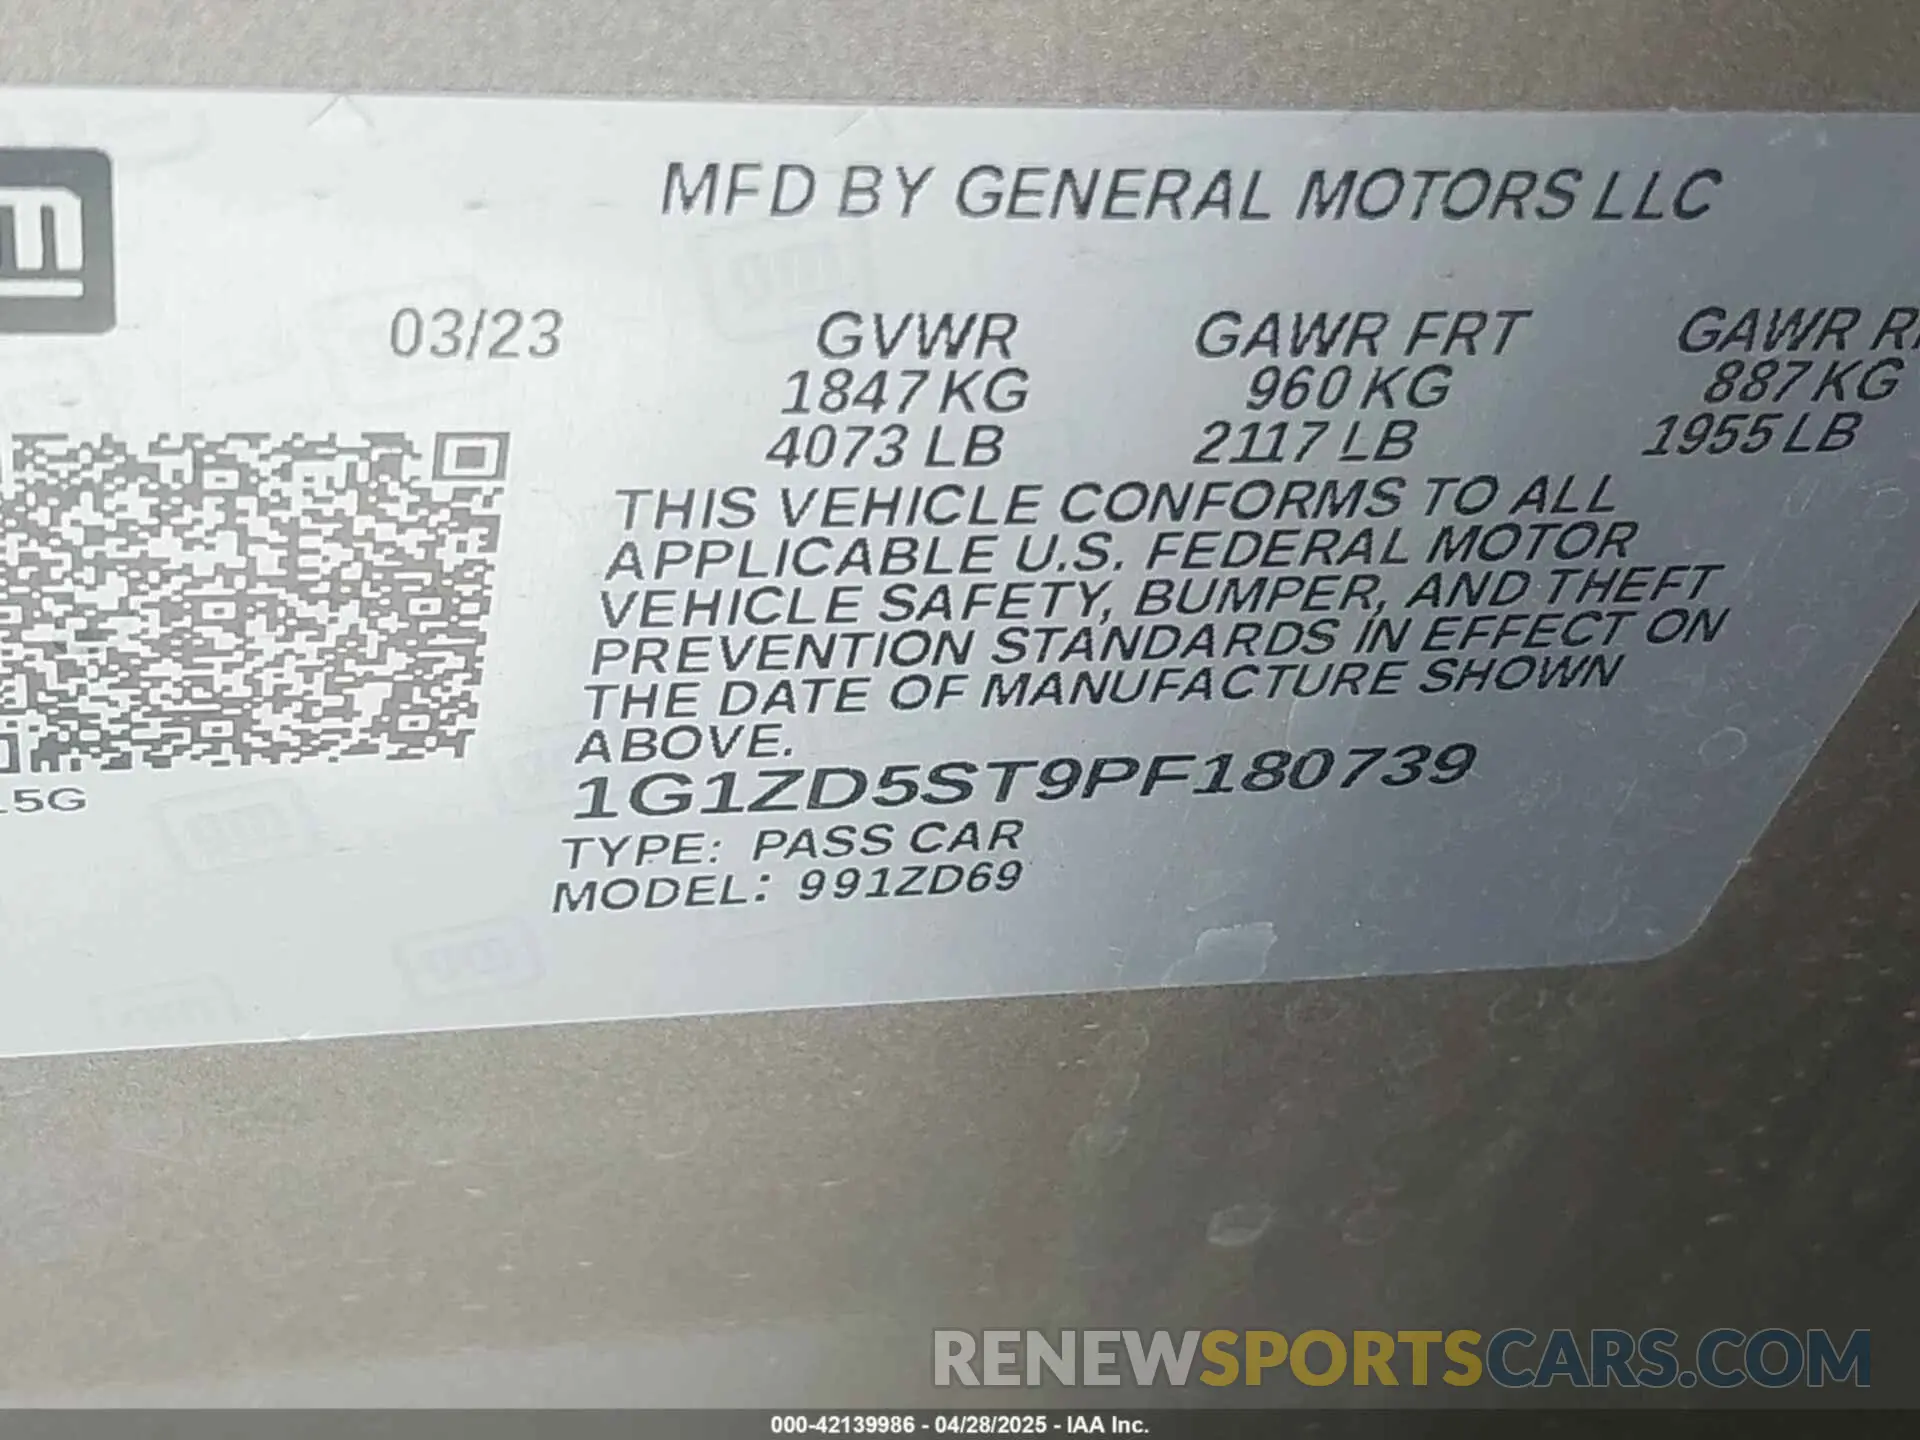 MFD BY GENERAL MOTORS LLC
03/23 GVWR GAWR FRT GAWR
1847 KG 960 KG 887 KG
4073 LB 2117 LB 1955 LB
THIS VEHICLE CONFORMS TO ALL
APPLICABLE U.S. FEDERAL MOTOR
VEHICLE SAFETY, BUMPER, AND THEFT
PREVENTION STANDARDS IN EFFECT ON
THE DATE OF MANUFACTURE SHOWN
ABOVE.
5G
1G1ZD5ST9PF180739
TYPE: PASS CAR
MODEL: 991ZD69
RENEWSPORTSCARS.COM
000-42139986 - 04/28/2025 - IAA Inc.